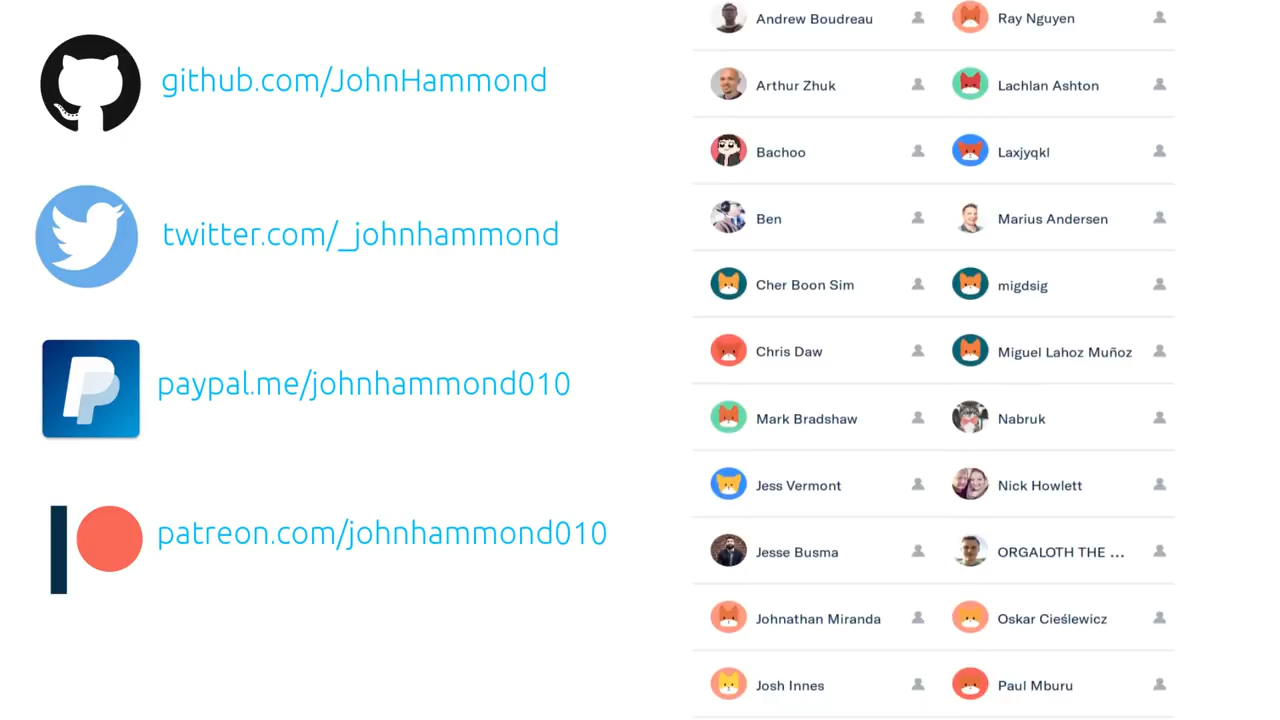 github.com/JohnHammond
twitter.com/_johnhammond
paypal.me/johnhammond010
patreon.com/johnhammond010
Andrew Boudreau
Ray Nguyen
Arthur Zhuk
Lachlan Ashton
Bachoo
Laxjyqkl
Ben
Marius Andersen
Cher Boon Sim
migdsig
Chris Daw
Miguel Lahoz Muñoz
Mark Bradshaw
Nabruk
Jess Vermont
Nick Howlett
Jesse Busma
ORGALOTH THE ...
Johnathan Miranda
Oskar Cieślewicz
Josh Innes
Paul Mburu